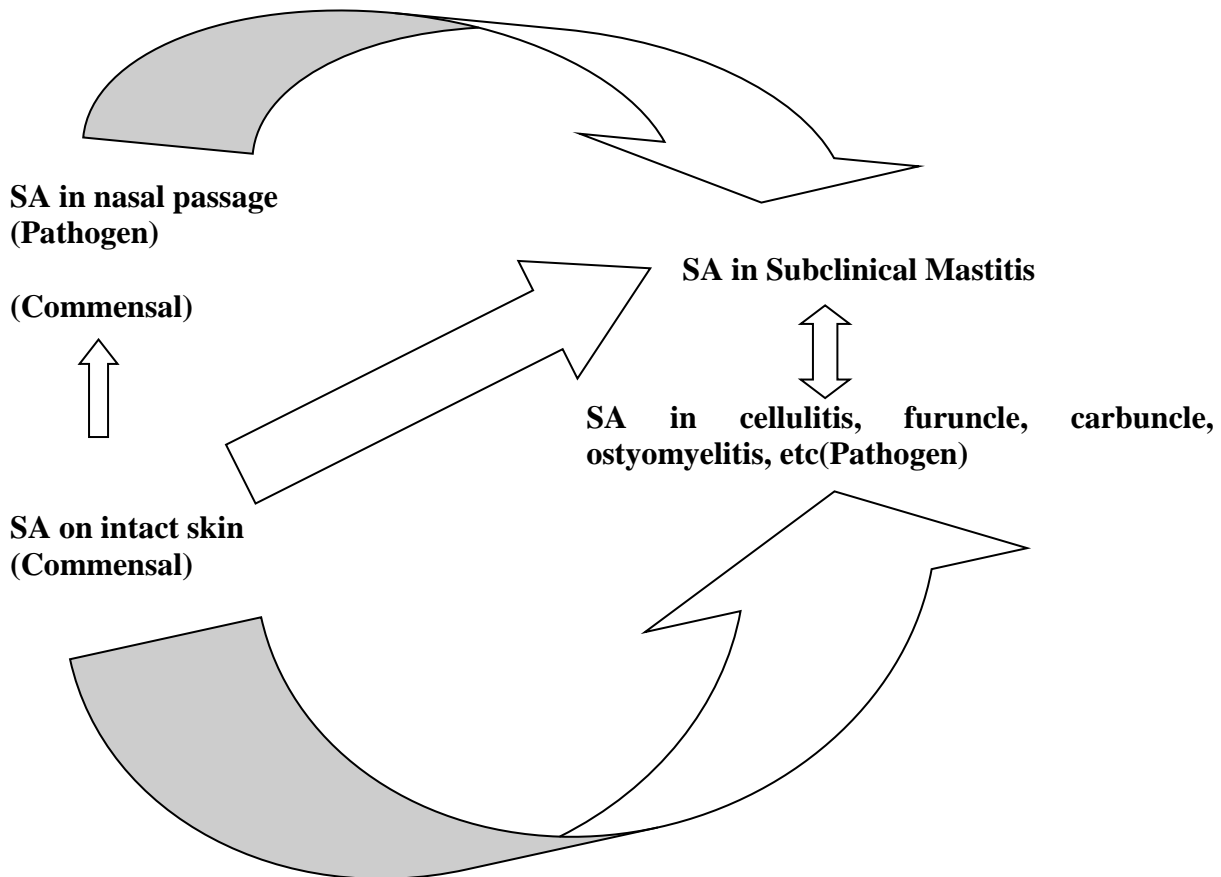 SA in nasal passage
(Pathogen)
(Commensal)
SA on intact skin
(Commensal)
SA in Subclinical Mastitis
SA in cellulitis, furuncle, carbuncle,
ostyomyelitis, etc(Pathogen)